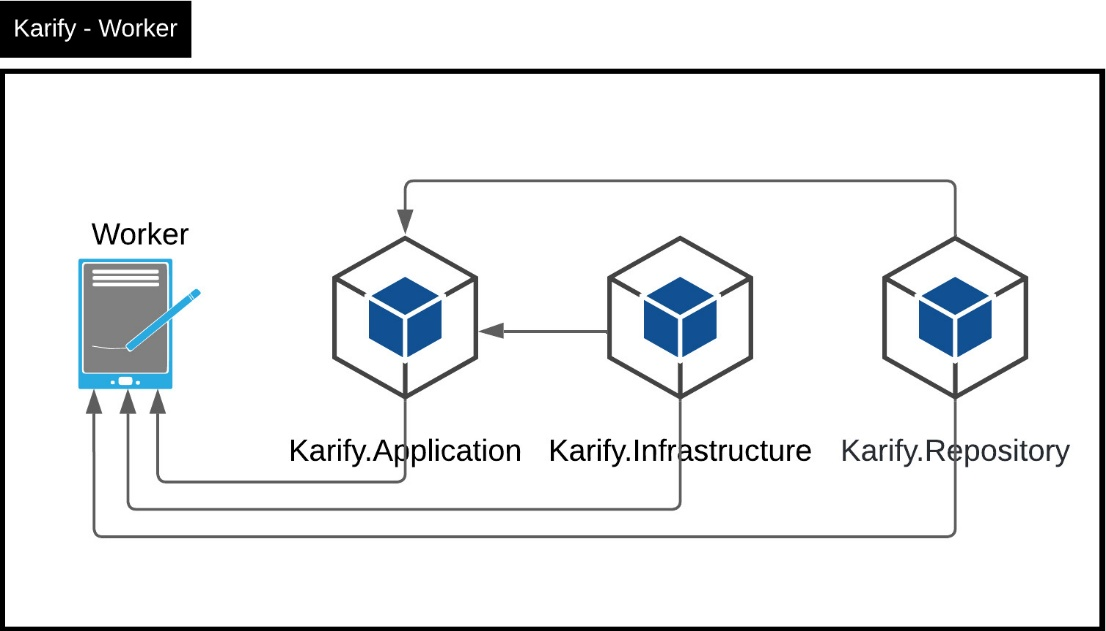 Karify - Worker
Worker
Karify.Application
Karify.Infrastructure
Karify.Repository